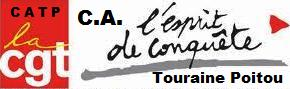 CATP
la
cgt
C.A.
l'esprit
de conquête
Touraine Poitou